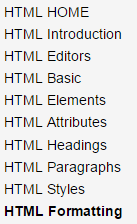 HTML HOME
HTML Introduction
HTML Editors
HTML Basic
HTML Elements
HTML Attributes
HTML Headings
HTML Paragraphs
HTML Styles
HTML Formatting